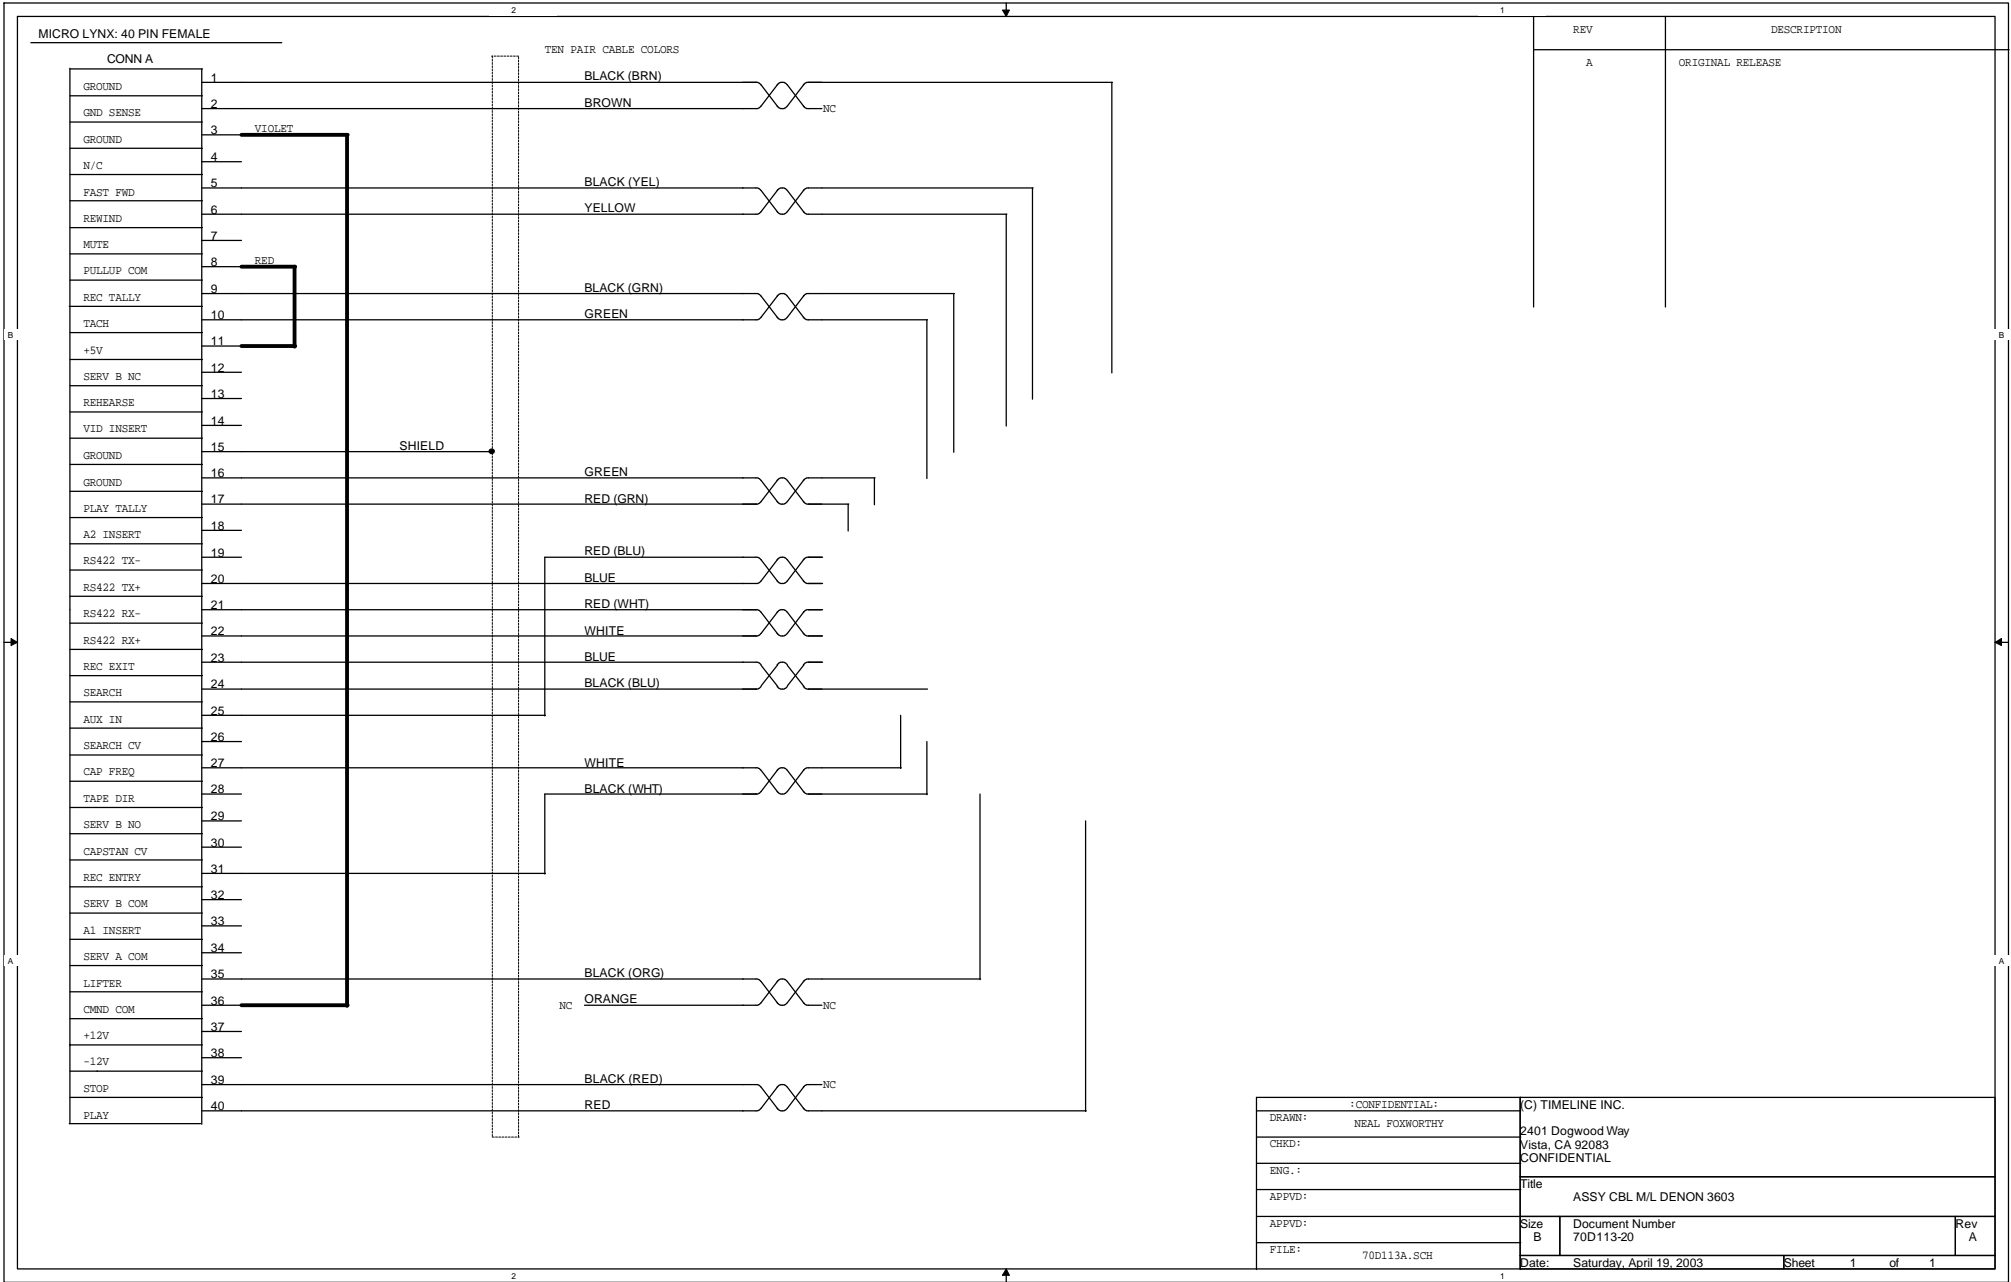 2
1
MICRO LYNX: 40 PIN FEMALE
CONN A
TEN PAIR CABLE COLORS
REV DESCRIPTION
A ORIGINAL RELEASE
GROUND 1 BLACK (BRN)
GND SENSE 2 BROWN NC
GROUND 3 VIOLET
N/C 4
FAST FWD 5 BLACK (YEL)
REWIND 6 YELLOW
MUTE 7
PULLUP COM 8 RED
REC TALLY 9 BLACK (GRN)
TACH 10 GREEN
B B
+5V 11
SERV B NC 12
REHEARSE 13
VID INSERT 14
GROUND 15 SHIELD
GROUND 16 GREEN
PLAY TALLY 17 RED (GRN)
A2 INSERT 18
RS422 TX- 19 RED (BLU)
RS422 TX+ 20 BLUE
RS422 RX- 21 RED (WHT)
RS422 RX+ 22 WHITE
REC EXIT 23 BLUE
SEARCH 24 BLACK (BLU)
AUX IN 25
SEARCH CV 26
CAP FREQ 27 WHITE
TAPE DIR 28 BLACK (WHT)
SERV B NO 29
CAPSTAN CV 30
REC ENTRY 31
SERV B COM 32
A1 INSERT 33
SERV A COM 34
A A
LIFTER 35 BLACK (ORG)
CMND COM 36 NC ORANGE NC
+12V 37
-12V 38
STOP 39 BLACK (RED) NC
PLAY 40 RED
:CONFIDENTIAL:
DRAWN: NEAL FOXWORTHY
CHKD:
ENG.:
APPVD:
APPVD:
FILE: 70D113A.SCH
(C) TIMELINE INC.
2401 Dogwood Way
Vista, CA 92083
CONFIDENTIAL
Title
ASSY CBL M/L DENON 3603
Size Document Number Rev
B 70D113-20 A
Date: Saturday, April 19, 2003 Sheet 1 of 1
2
1